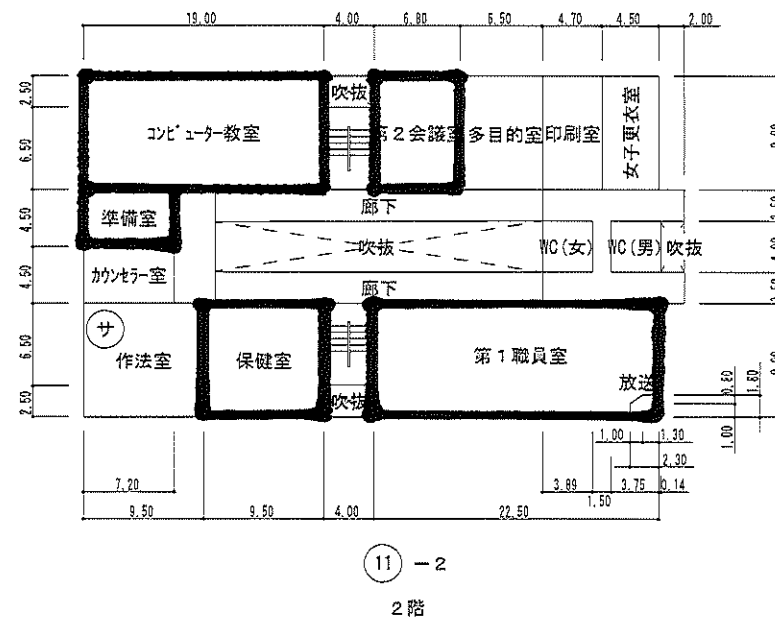 19.00 4.00 6.80 6.50 4.70 4.50 2.00
2.50 6.50 4.50 4.50 6.50 2.50
吹抜
コンピューター教室 第2会議室 多目的室 印刷室 女子更衣室
廊下
準備室
吹抜 WC(女) WC(男) 吹抜
カウンセラー室
廊下
サ
作法室 保健室 第1職員室
放送
吹抜
0.80 1.80
1.00
1.00 1.30
2.30
7.20 3.89 3.75 0.14
1.50
9.50 9.50 4.00 22.50
11 -2
2階